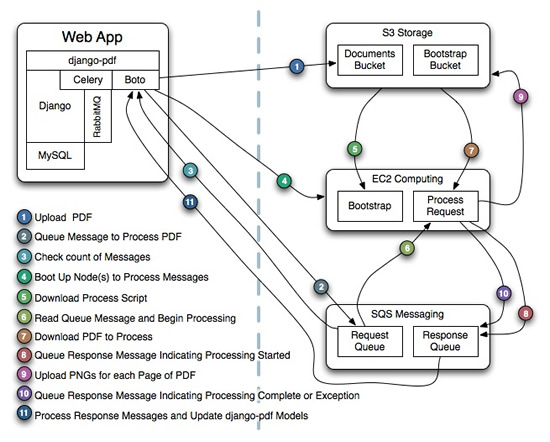 Web App
django-pdf
Celery
Boto
Django
RabbitMQ
MySQL
S3 Storage
Documents
Bucket
Bootstrap
Bucket
1
9
5
7
3
4
11
EC2 Computing
Bootstrap
Process
Request
6
2
10
8
SQS Messaging
Request
Queue
Response
Queue
1 Upload PDF
2 Queue Message to Process PDF
3 Check count of Messages
4 Boot Up Node(s) to Process Messages
5 Download Process Script
6 Read Queue Message and Begin Processing
7 Download PDF to Process
8 Queue Response Message Indicating Processing Started
9 Upload PNGs for each Page of PDF
10 Queue Response Message Indicating Processing Complete or Exception
11 Process Response Messages and Update django-pdf Models